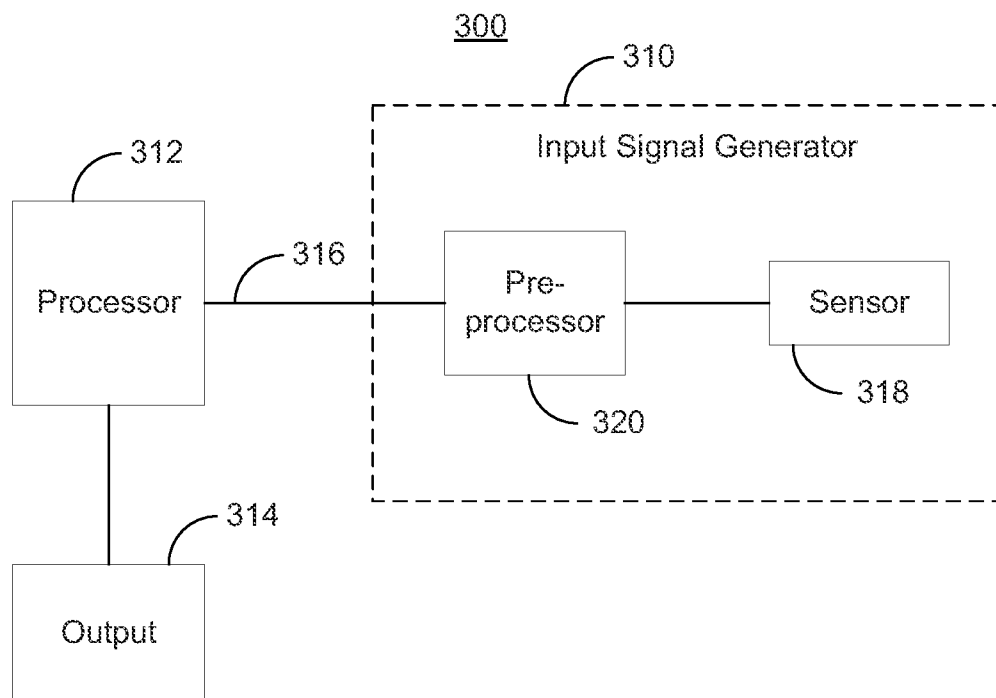 300
310
Input Signal Generator
312
316
Processor
Pre-
processor
Sensor
320
318
314
Output